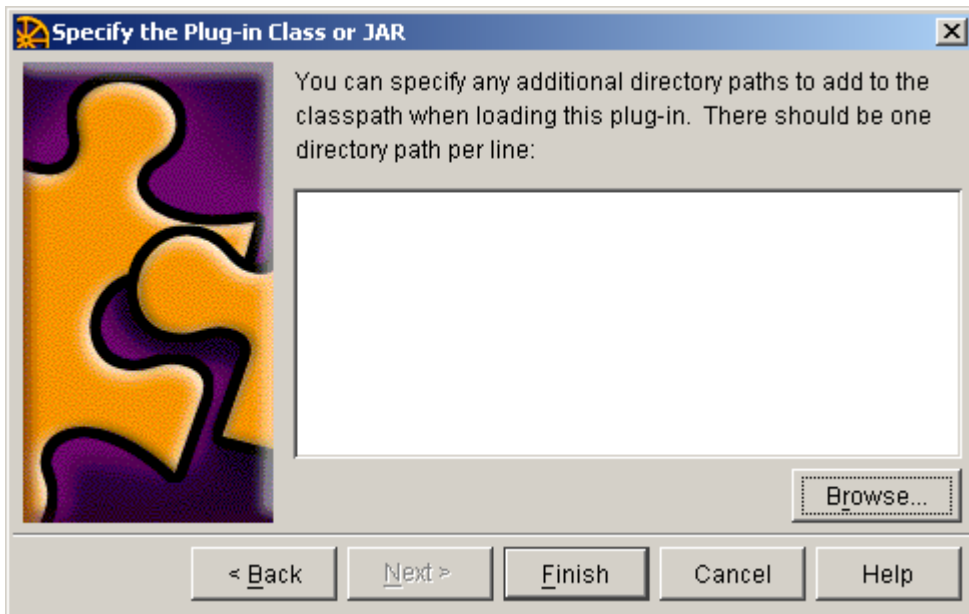 Specify the Plug-in Class or JAR
You can specify any additional directory paths to add to the
classpath when loading this plug-in. There should be one
directory path per line:
Browse...
< Back Next > Finish Cancel Help